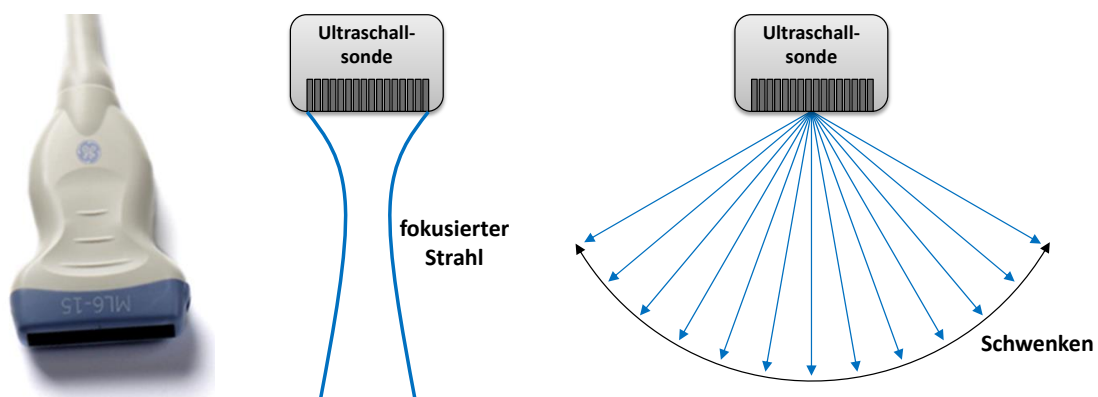 ML6-15
Ultraschall-
sonde
fokusierter
Strahl
Ultraschall-
sonde
Schwenken